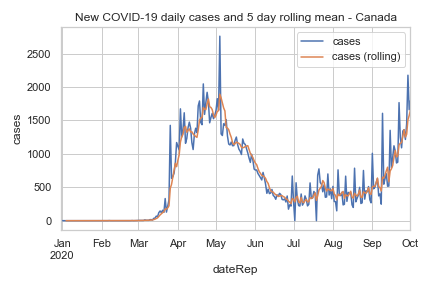 New COVID-19 daily cases and 5 day rolling mean - Canada
cases
cases (rolling)
2500
2000
1500
1000
500
0
cases
Jan Feb Mar Apr May Jun Jul Aug Sep Oct
2020
dateRep